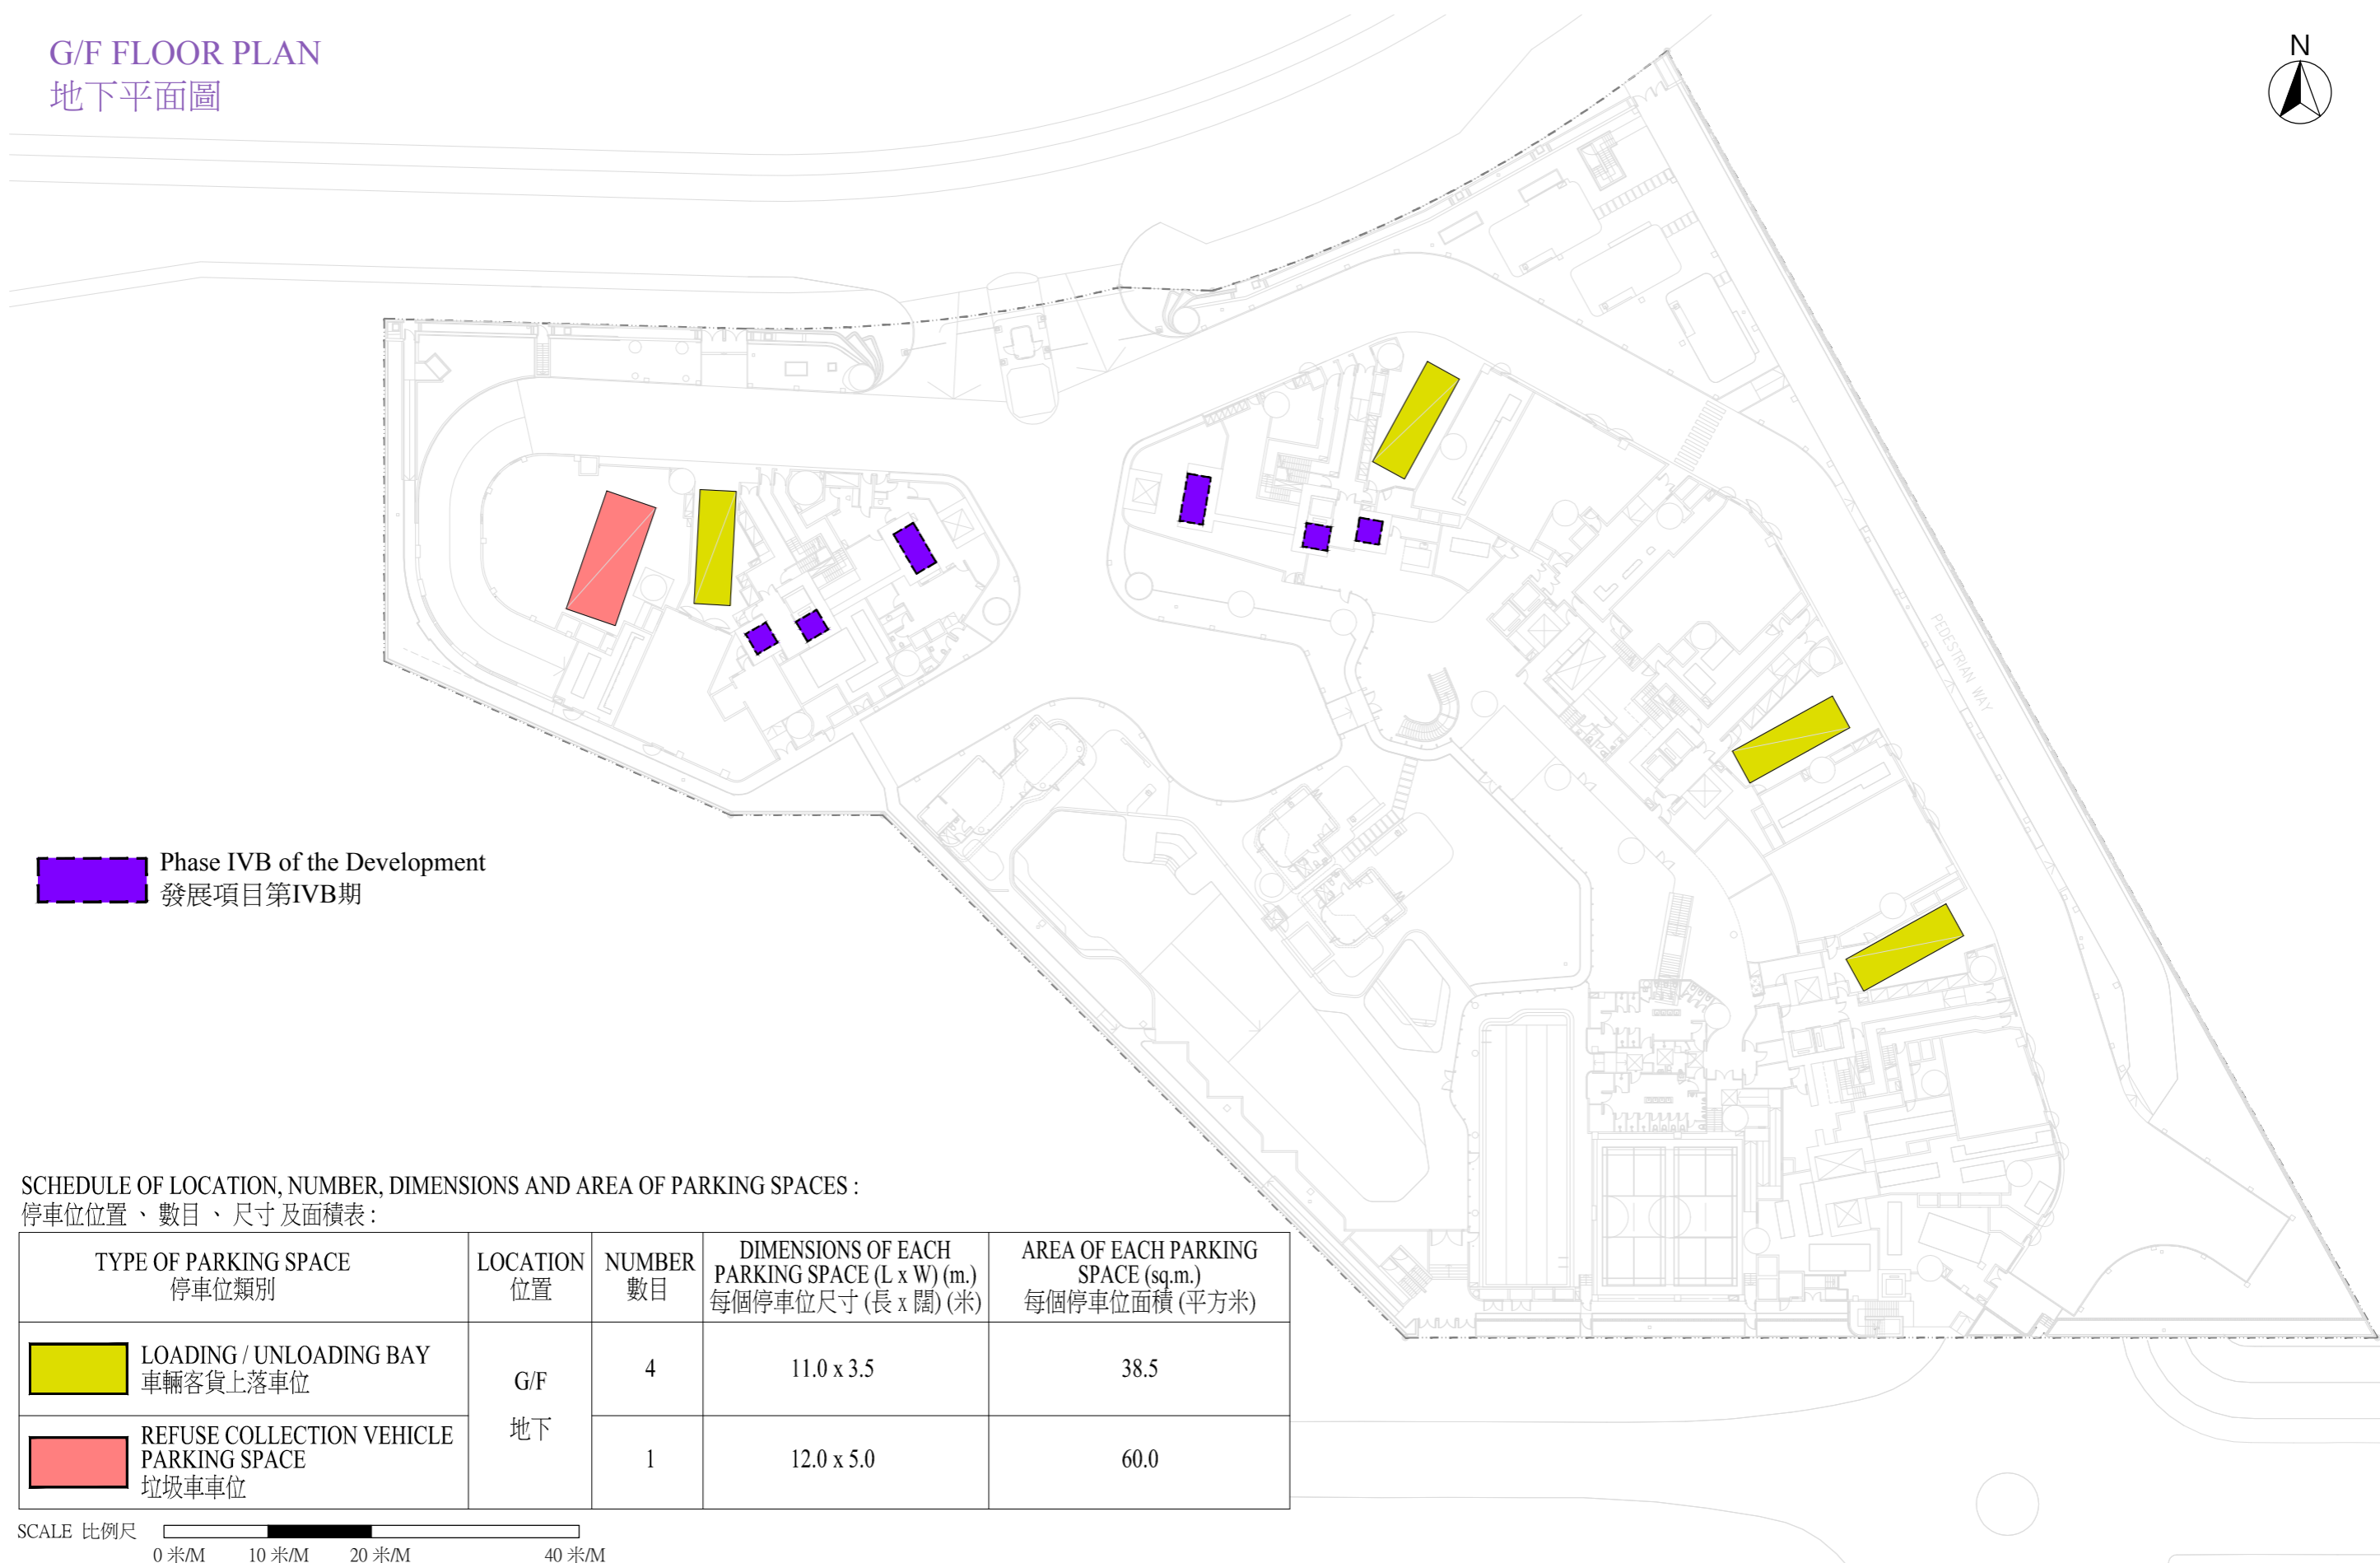 G/F FLOOR PLAN
地下平面圖
N
PEDESTRIAN WAY
Phase IVB of the Development
發展項目第IVB期
SCHEDULE OF LOCATION, NUMBER, DIMENSIONS AND AREA OF PARKING SPACES :
停車位位置 、 數目 、 尺寸 及面積表 :
TYPE OF PARKING SPACE
停車位類別
LOCATION
位置
NUMBER
數目
DIMENSIONS OF EACH
PARKING SPACE (L x W) (m.)
每個停車位尺寸 (長 x 闊) (米)
AREA OF EACH PARKING
SPACE (sq.m.)
每個停車位面積 (平方米)
LOADING / UNLOADING BAY
車輛客貨上落車位
G/F
地下
4
11.0 x 3.5
38.5
REFUSE COLLECTION VEHICLE
PARKING SPACE
垃圾車車位
1
12.0 x 5.0
60.0
SCALE 比例尺
0 米/M 10 米/M 20 米/M 40 米/M